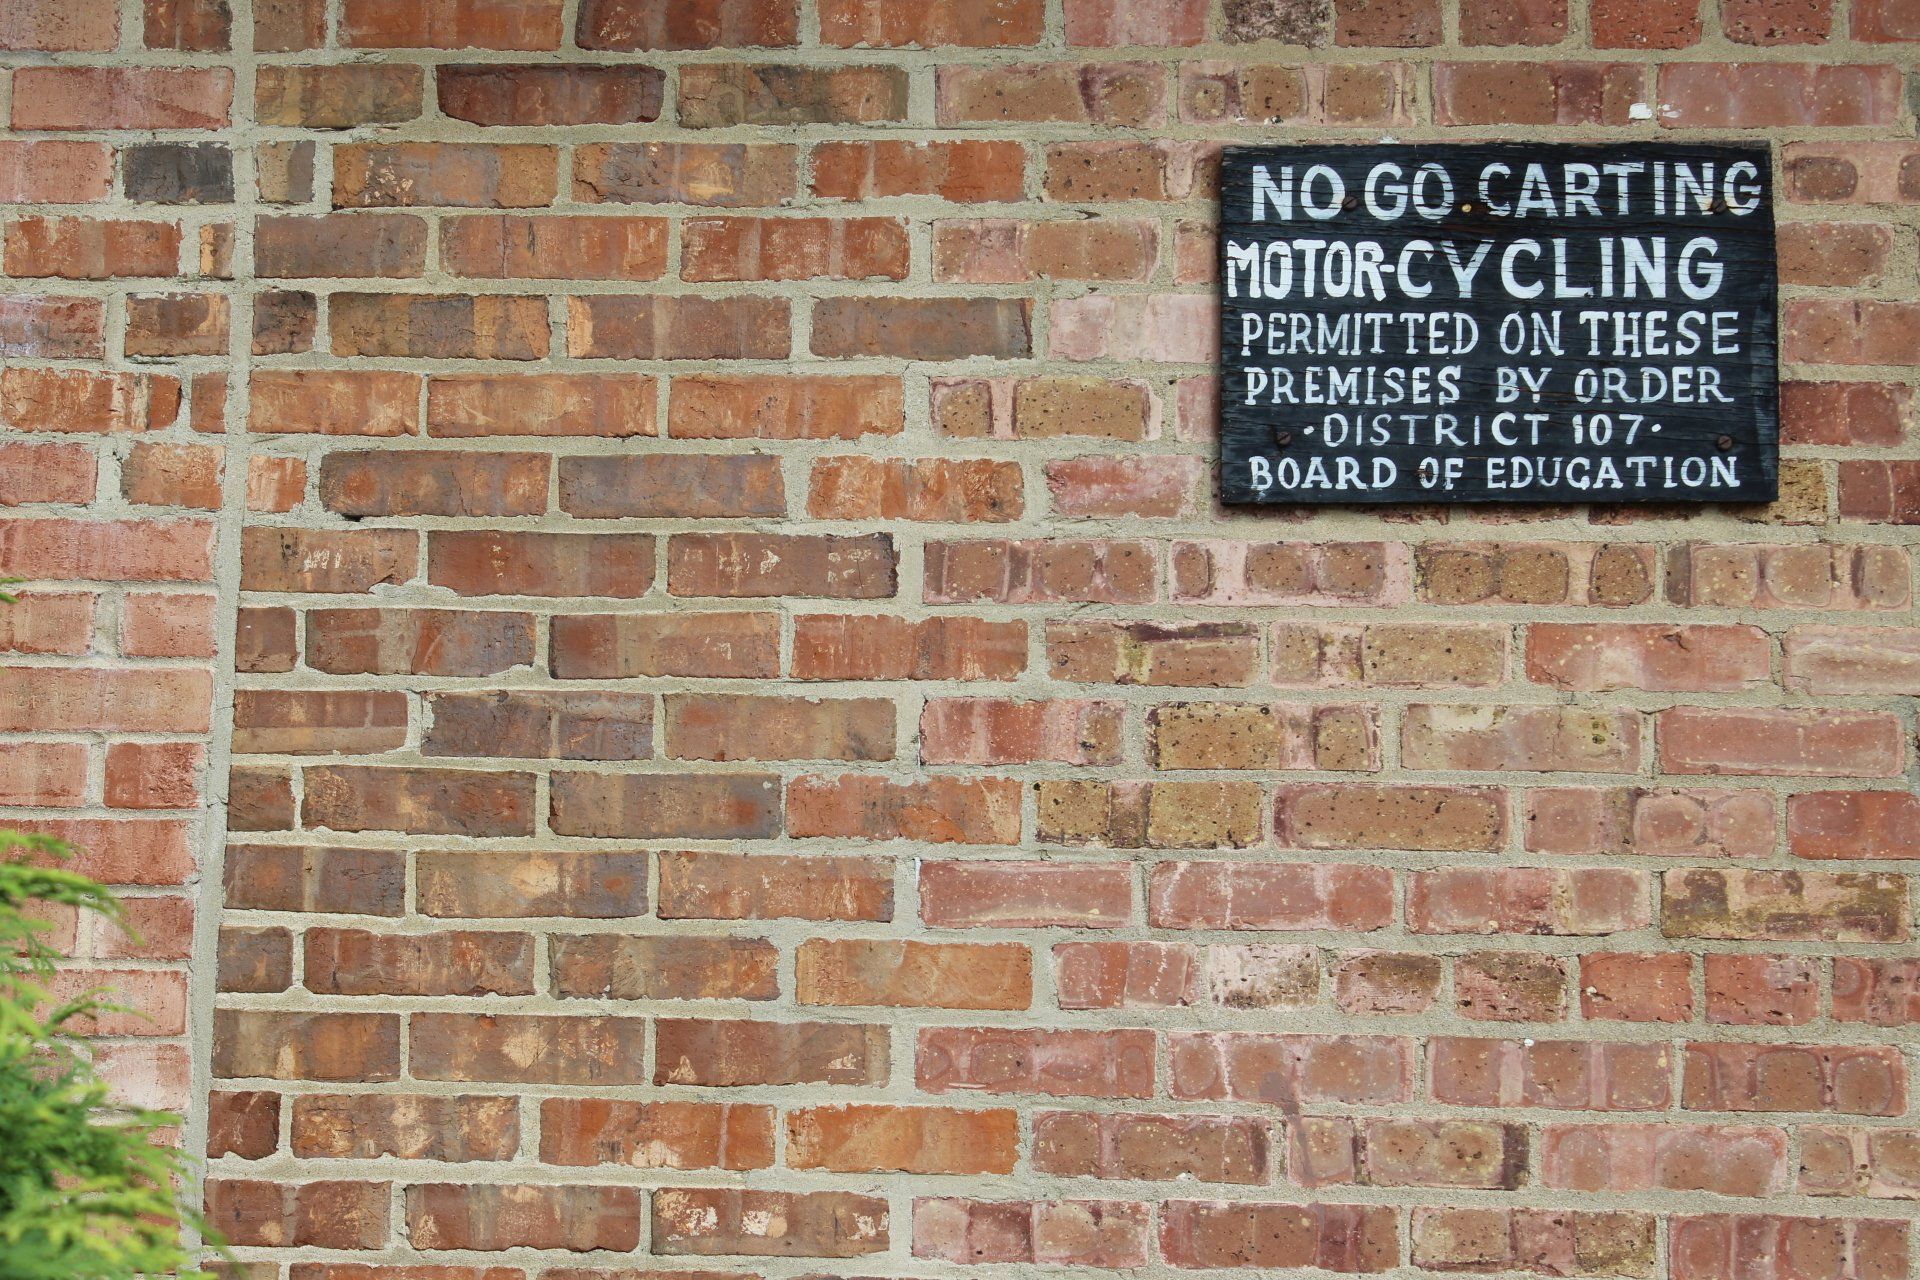 NO GO CARTING
MOTOR-CYCLING
PERMITTED ON THESE
PREMISES BY ORDER
·DISTRICT 107·
BOARD OF EDUCATION